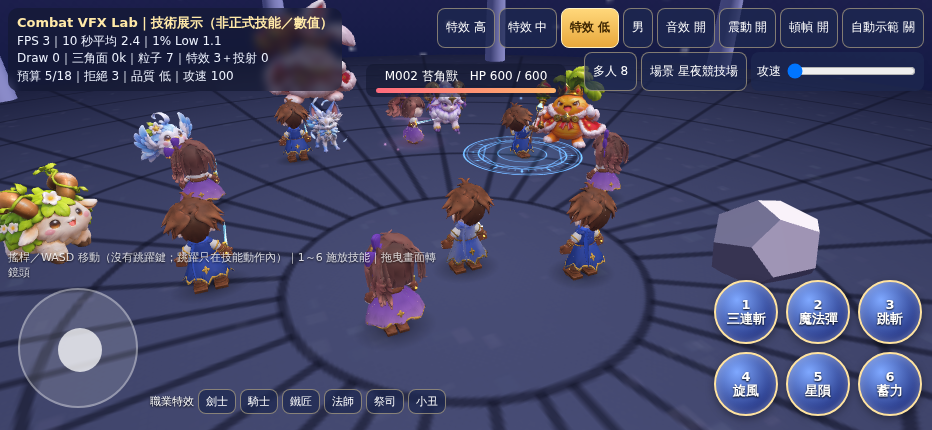 Combat VFX Lab｜技術展示（非正式技能／數值）
FPS 3｜10 秒平均 2.4｜1% Low 1.1
Draw 0｜三角面 0k｜粒子 7｜特效 3＋投射 0
預算 5/18｜拒絕 3｜品質 低｜攻速 100
特效 高
特效 中
特效 低
男
音效 開
震動 開
頓幀 開
自動示範 關
多人 8
場景 星夜競技場
攻速
M002 苔角獸 HP 600 / 600
搖桿／WASD 移動（沒有跳躍鍵；跳躍只在技能動作內）｜1～6 施放技能｜拖曳畫面轉
鏡頭
1
三連斬
2
魔法彈
3
跳斬
4
旋風
5
星隕
6
蓄力
職業特效
劍士
騎士
鐵匠
法師
祭司
小丑